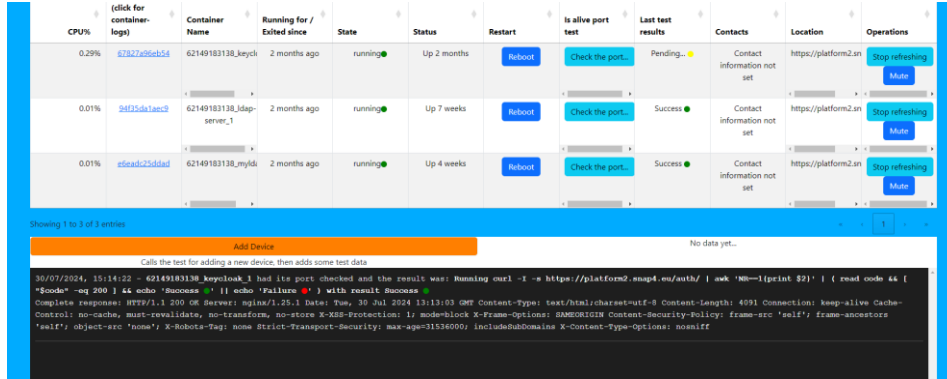 CPU%
(click for
container-
logs)
Container
Name
Running for /
Exited since
State
Status
Restart
Is alive port
test
Last test
results
Contacts
Location
Operations
0.29%
67827a96eb54
62149183138_keyclo
2 months ago
running
Up 2 months
Reboot
Check the port...
Pending...
Contact
information not
set
https://platform2.sn
Stop refreshing
Mute
0.01%
94f35da1aec9
62149183138_ldap-
server_1
2 months ago
running
Up 7 weeks
Reboot
Check the port...
Success
Contact
information not
set
https://platform2.sn
Stop refreshing
Mute
0.01%
e6eadc25ddad
62149183138_mylda
2 months ago
running
Up 4 weeks
Reboot
Check the port...
Success
Contact
information not
set
https://platform2.sn
Stop refreshing
Mute
Showing 1 to 3 of 3 entries
« ‹ 1 › »
Add Device
No data yet...
Calls the test for adding a new device, then adds some test data
30/07/2024, 15:14:22 - 62149183138_keycloak_1 had its port checked and the result was: Running curl -I -s https://platform2.snap4.eu/auth/ | awk 'NR==1{print $2}' | { read code && [
"$code" -eq 200 ] && echo 'Success ' || echo 'Failure ' } with result Success
Complete response: HTTP/1.1 200 OK Server: nginx/1.25.1 Date: Tue, 30 Jul 2024 13:13:03 GMT Content-Type: text/html;charset=utf-8 Content-Length: 4091 Connection: keep-alive Cache-
Control: no-cache, must-revalidate, no-transform, no-store X-XSS-Protection: 1; mode=block X-Frame-Options: SAMEORIGIN Content-Security-Policy: frame-src 'self'; frame-ancestors
'self'; object-src 'none'; X-Robots-Tag: none Strict-Transport-Security: max-age=31536000; includeSubDomains X-Content-Type-Options: nosniff